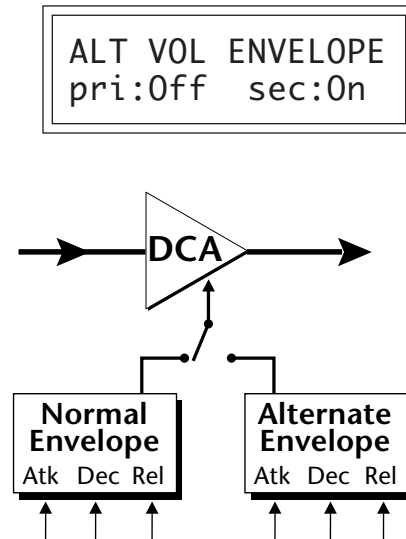 ALT VOL ENVELOPE
pri:Off sec:On
DCA
Normal
Envelope
Atk Dec Rel
Alternate
Envelope
Atk Dec Rel